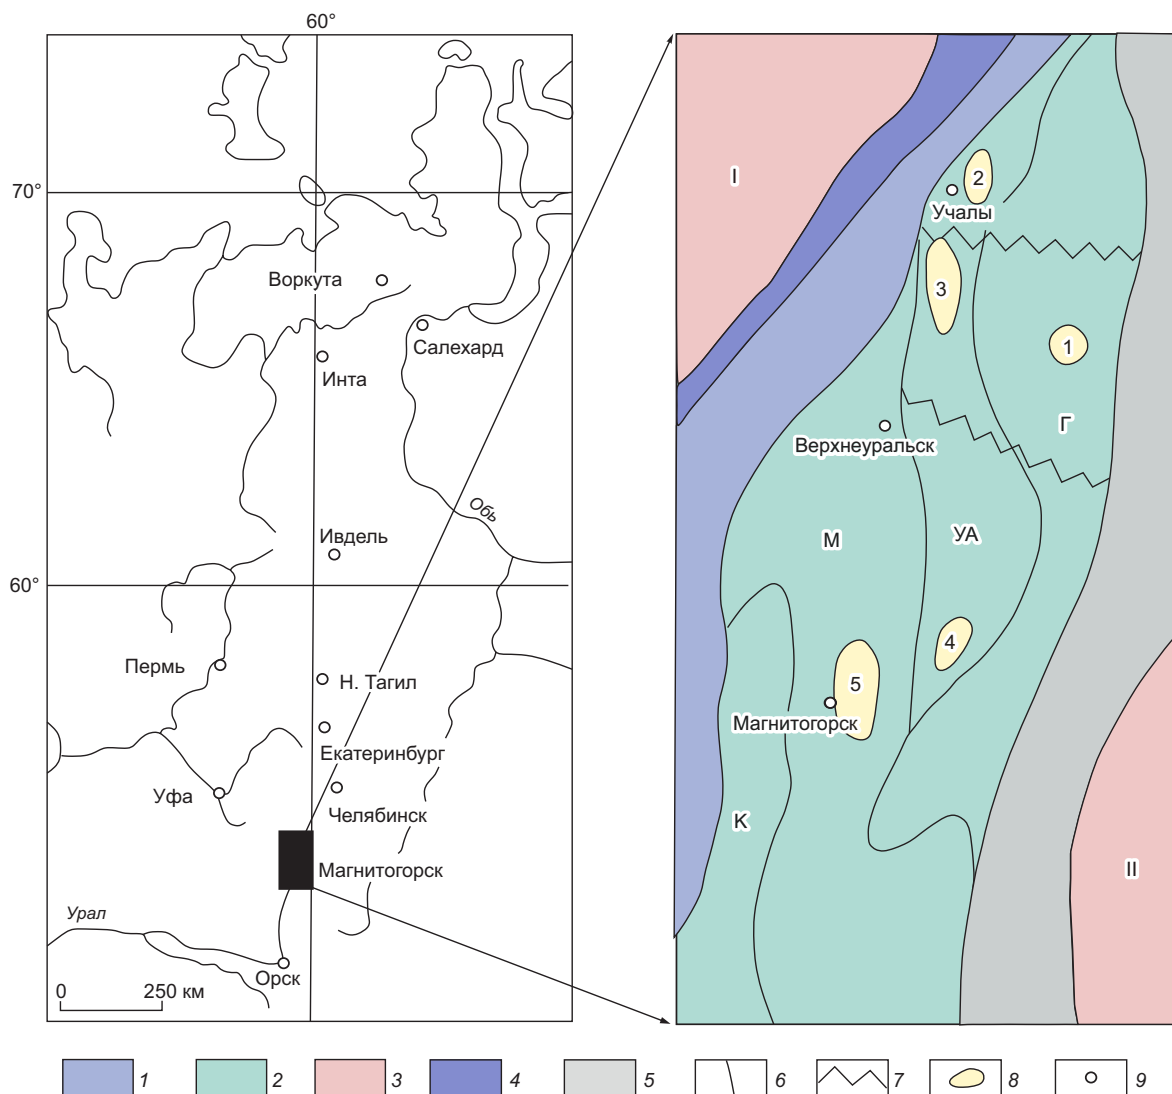 60°
70°
Воркута
Салехард
Инта
Обь
Ивдель
60°
Пермь
Н. Тагил
Екатеринбург
Уфа
Челябинск
Магнитогорск
Урал
Орск
0 250 км
I
2
Учалы
3
1
Г
Верхнеуральск
М
УА
4
5
Магнитогорск
К
II
1 2 3 4 5 6 7 8 9